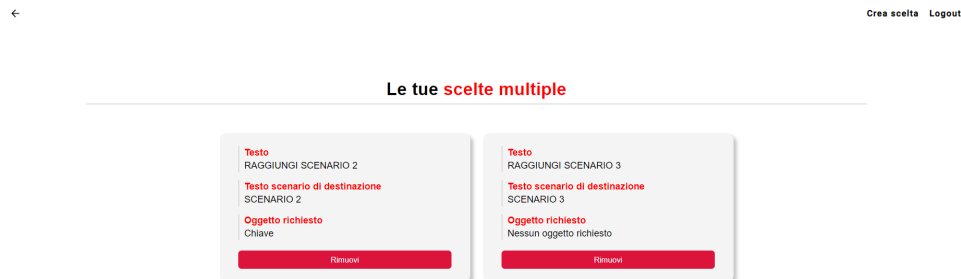 Crea scelta Logout
Le tue scelte multiple
Testo
RAGGIUNGI SCENARIO 2
Testo scenario di destinazione
SCENARIO 2
Oggetto richiesto
Chiave
Rimuovi
Testo
RAGGIUNGI SCENARIO 3
Testo scenario di destinazione
SCENARIO 3
Oggetto richiesto
Nessun oggetto richiesto
Rimuovi